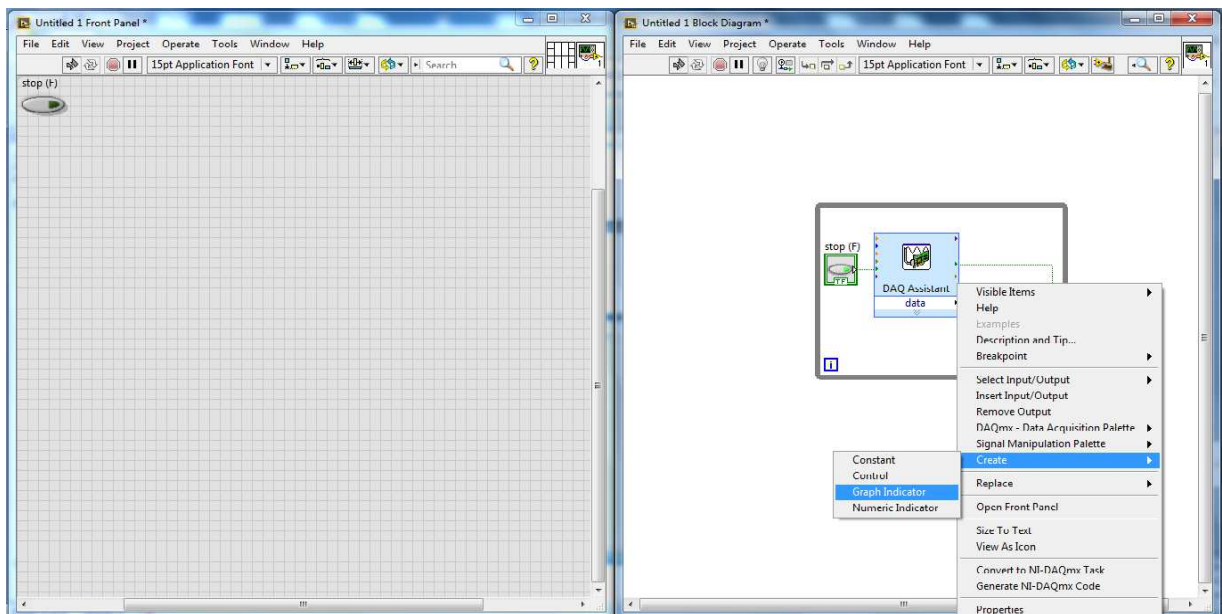 Untitled 1 Front Panel *
File Edit View Project Operate Tools Window Help
15pt Application Font
Search
1
stop (F)
Untitled 1 Block Diagram *
File Edit View Project Operate Tools Window Help
15pt Application Font
1
stop (F)
TF
DAQ Assistant
data
i
Visible Items
Help
Examples
Description and Tip...
Breakpoint
Select Input/Output
Insert Input/Output
Remove Output
DAQmx - Data Acquisition Palette
Signal Manipulation Palette
Create
Replace
Open Front Panel
Size To Text
View As Icon
Convert to NI-DAQmx Task
Generate NI-DAQmx Code
Properties
Constant
Control
Graph Indicator
Numeric Indicator